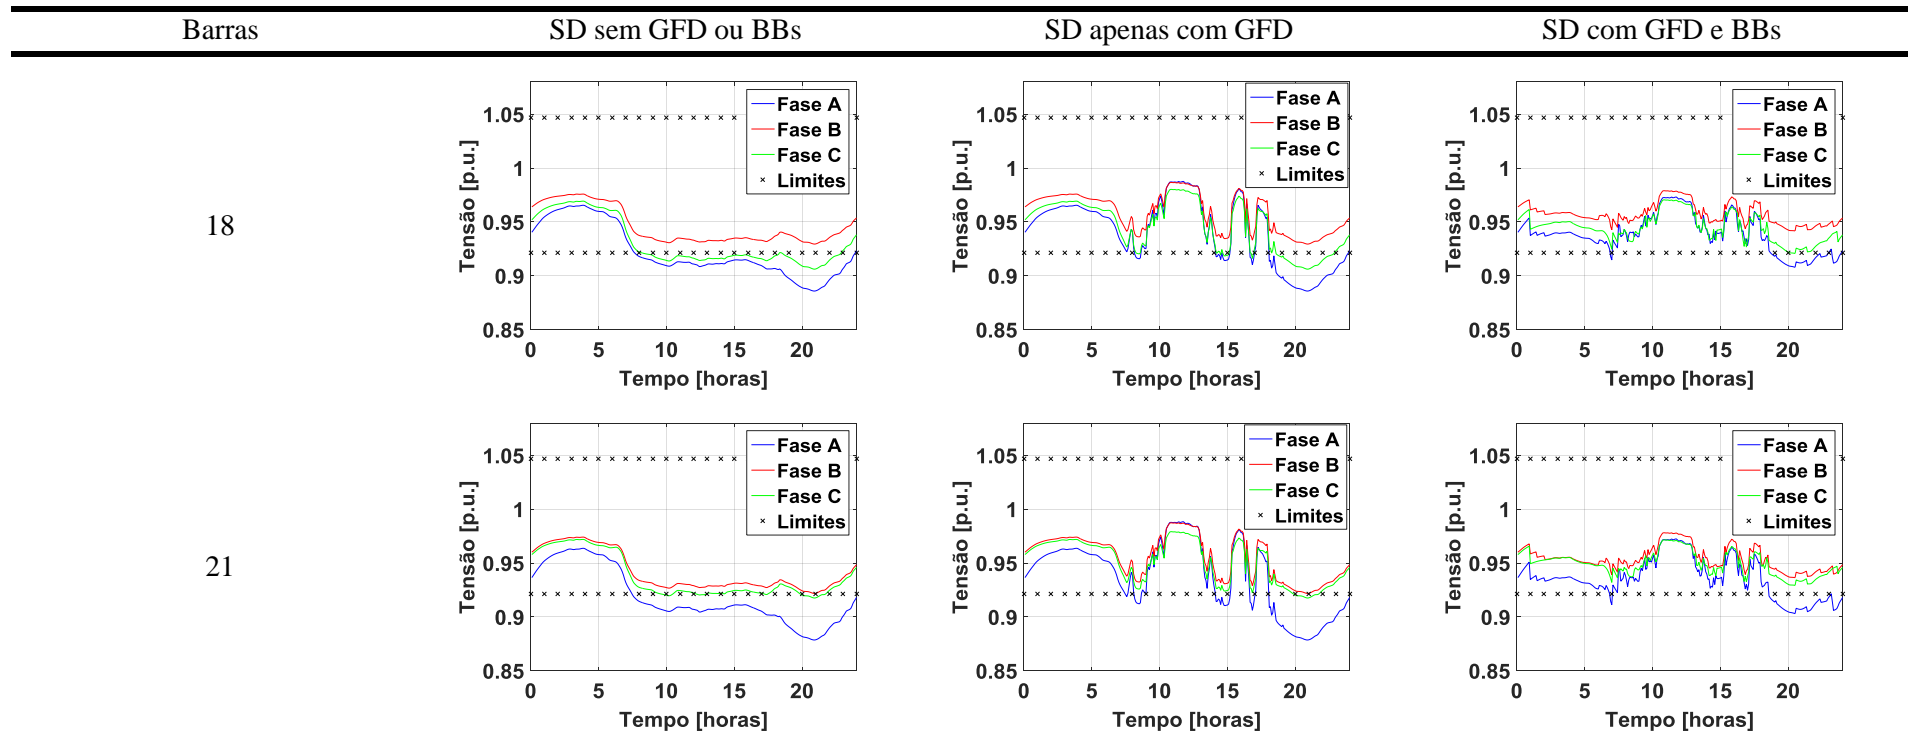 Barras SD sem GFD ou BBs SD apenas com GFD SD com GFD e BBs
18
Tensão [p.u.]
1.05
1
0.95
0.9
0.85
0 5 10 15 20
Tempo [horas]
Fase A
Fase B
Fase C
Limites
Tensão [p.u.]
1.05
1
0.95
0.9
0.85
0 5 10 15 20
Tempo [horas]
Fase A
Fase B
Fase C
Limites
Tensão [p.u.]
1.05
1
0.95
0.9
0.85
0 5 10 15 20
Tempo [horas]
Fase A
Fase B
Fase C
Limites
21
Tensão [p.u.]
1.05
1
0.95
0.9
0.85
0 5 10 15 20
Tempo [horas]
Fase A
Fase B
Fase C
Limites
Tensão [p.u.]
1.05
1
0.95
0.9
0.85
0 5 10 15 20
Tempo [horas]
Fase A
Fase B
Fase C
Limites
Tensão [p.u.]
1.05
1
0.95
0.9
0.85
0 5 10 15 20
Tempo [horas]
Fase A
Fase B
Fase C
Limites